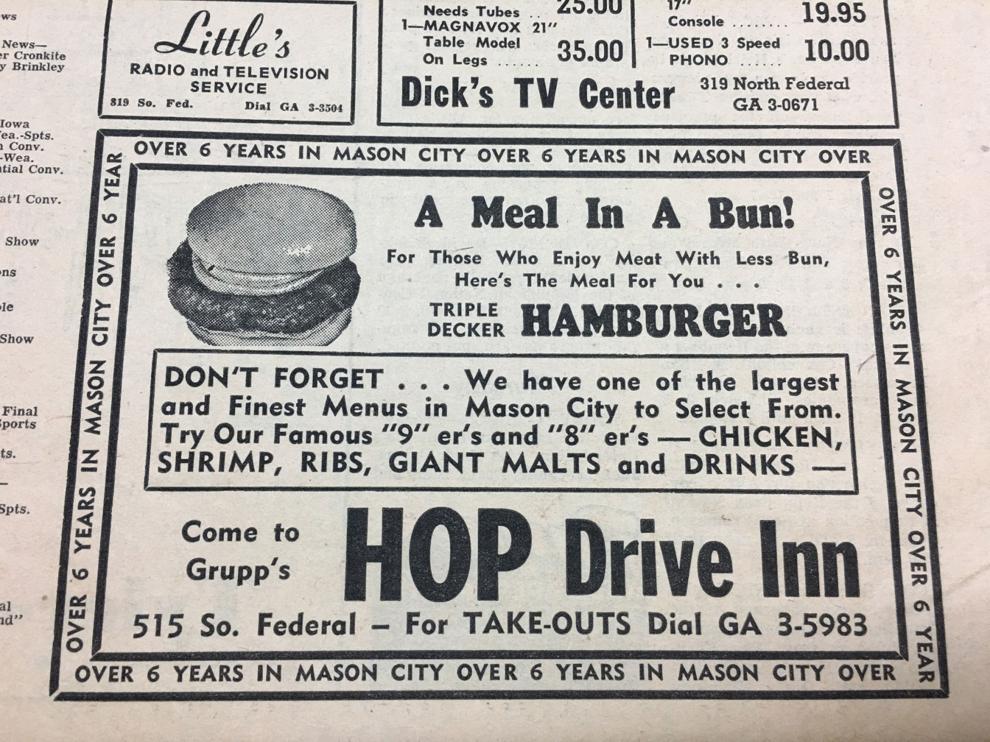 ws
News—
er Cronkite
y Brinkley
Iowa
ea.-Spts.
n Conv.
-Wea.
tial Conv.
at'l Conv.
Show
ns
le
Show
Final
Sports
ts.
Spts.
al
nd"
Little's
RADIO and TELEVISION
SERVICE
819 So. Fed. Dial GA 3-3504
Needs Tubes .. 25.00
1—MAGNAVOX 21"
Table Model
On Legs ...... 35.00
17"
Console ........ 19.95
1—USED 3 Speed
PHONO ...... 10.00
Dick's TV Center
319 North Federal
GA 3-0671
OVER 6 YEARS IN MASON CITY OVER 6 YEARS IN MASON CITY OVER
OVER 6 YEARS IN MASON CITY OVER 6 YEAR
OVER 6 YEARS IN MASON CITY OVER 6 YEAR
A Meal In A Bun!
For Those Who Enjoy Meat With Less Bun,
Here's The Meal For You . . .
TRIPLE
DECKER HAMBURGER
DON'T FORGET . . . We have one of the largest
and Finest Menus in Mason City to Select From.
Try Our Famous "9" er's and "8" er's — CHICKEN,
SHRIMP, RIBS, GIANT MALTS and DRINKS —
Come to
Grupp's HOP Drive Inn
515 So. Federal – For TAKE-OUTS Dial GA 3-5983
OVER 6 YEARS IN MASON CITY OVER 6 YEARS IN MASON CITY OVER